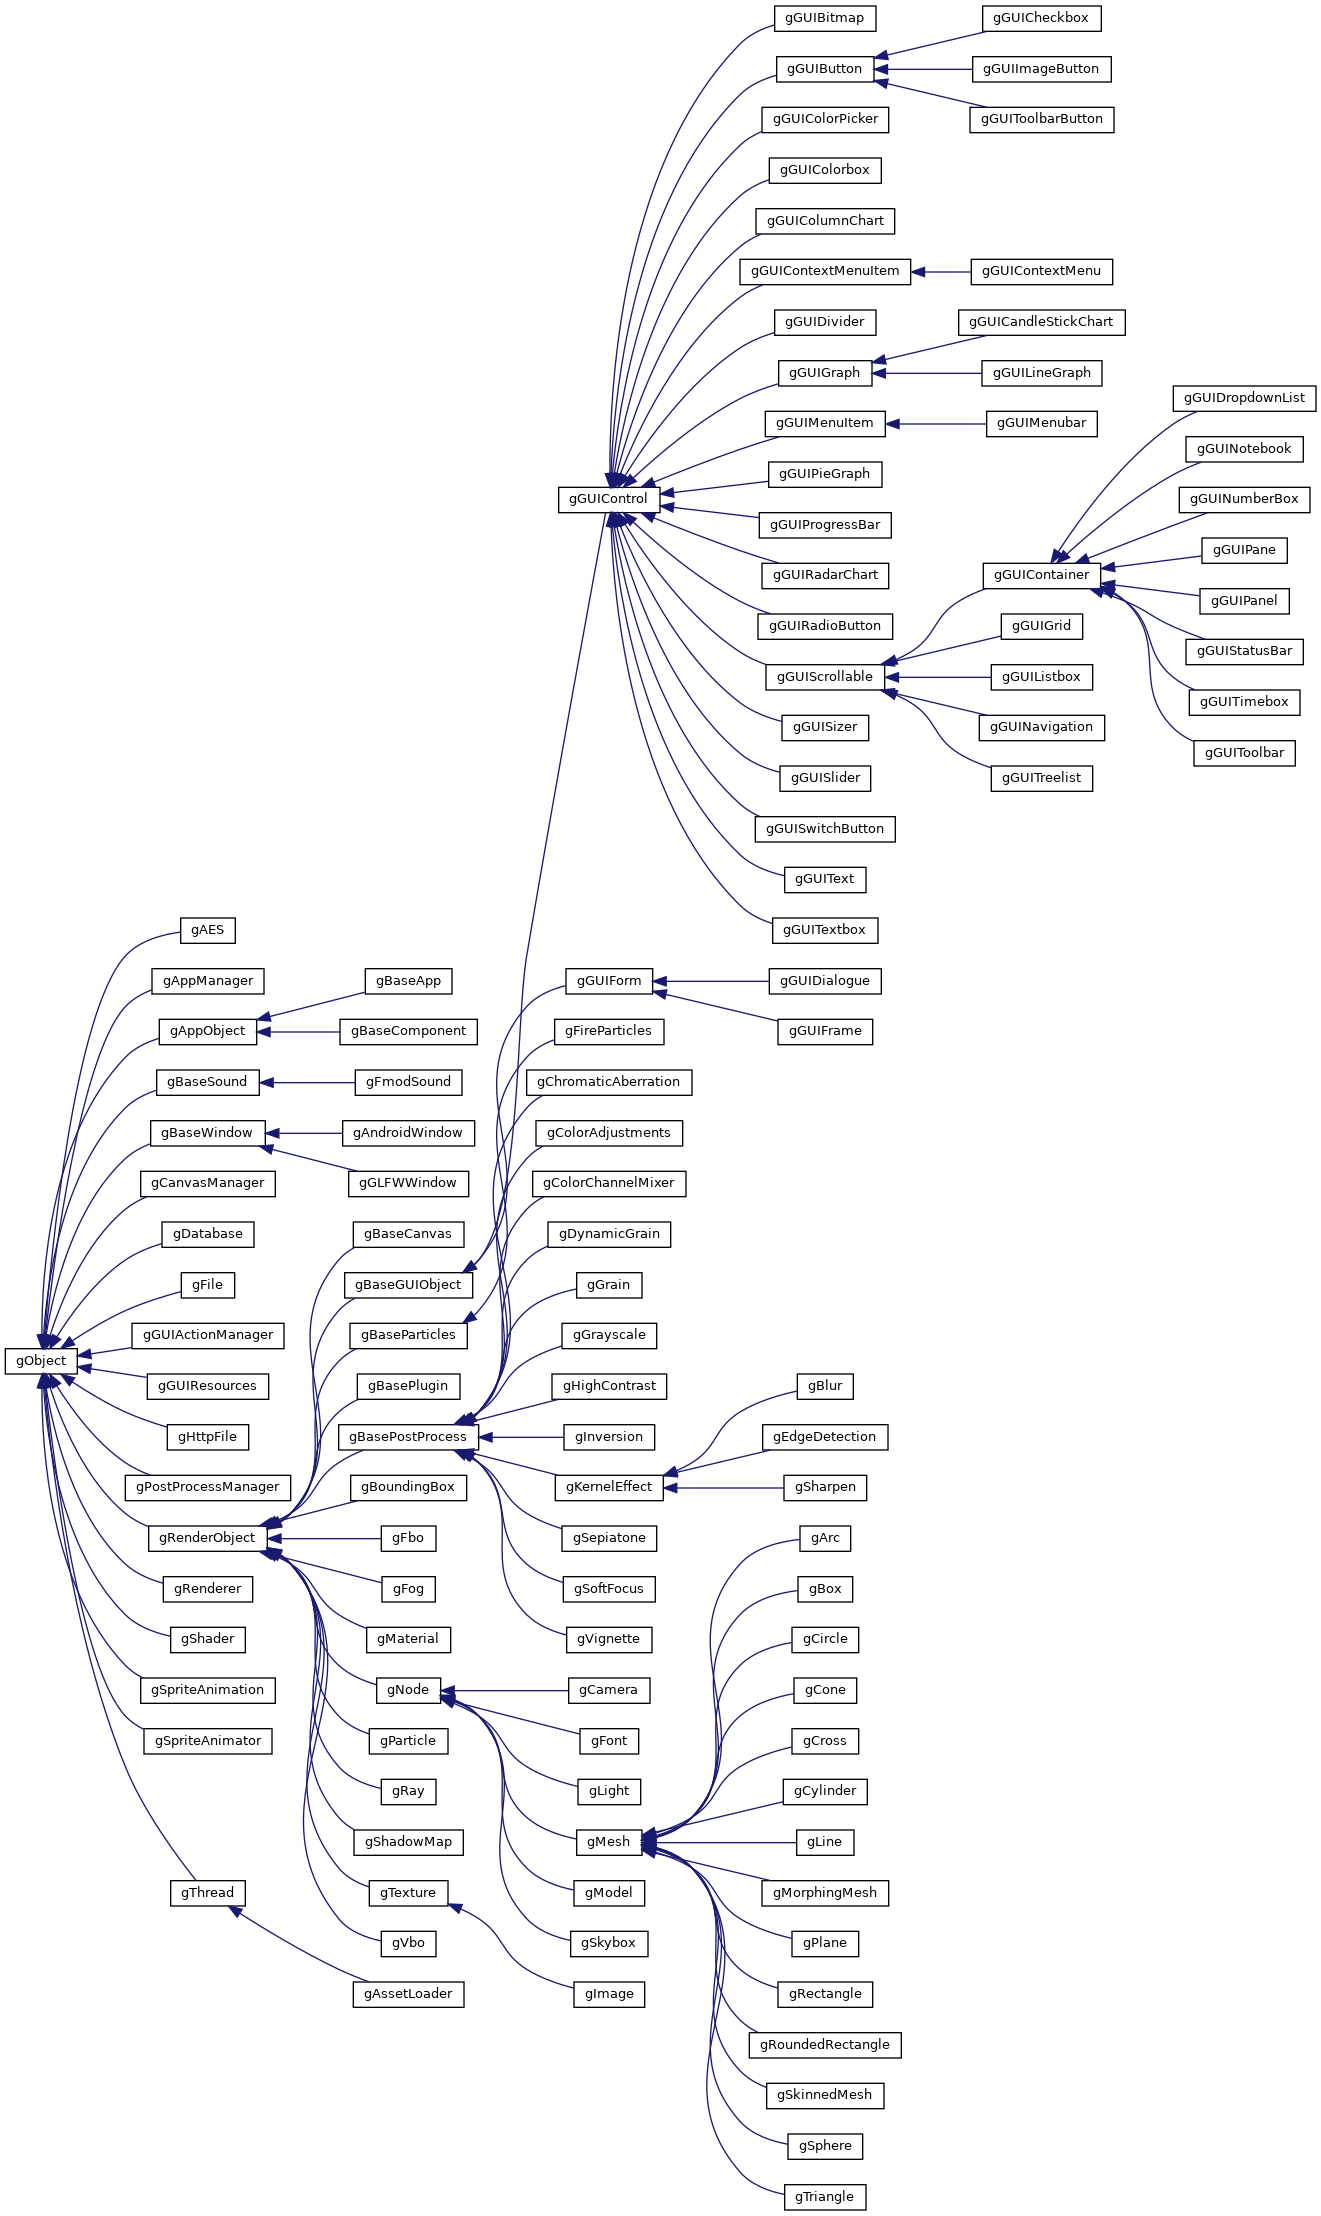 gGUIBitmap
gGUICheckbox
gGUIButton
gGUIImageButton
gGUIColorPicker
gGUIToolbarButton
gGUIColorbox
gGUIColumnChart
gGUIContextMenuItem
gGUIContextMenu
gGUIDivider
gGUICandleStickChart
gGUIGraph
gGUILineGraph
gGUIDropdownList
gGUIMenuItem
gGUIMenubar
gGUINotebook
gGUIPieGraph
gGUIControl
gGUINumberBox
gGUIProgressBar
gGUIPane
gGUIRadarChart
gGUIContainer
gGUIPanel
gGUIRadioButton
gGUIGrid
gGUIStatusBar
gGUIScrollable
gGUIListbox
gGUITimebox
gGUISizer
gGUINavigation
gGUIToolbar
gGUISlider
gGUITreelist
gGUISwitchButton
gGUIText
gGUITextbox
gAES
gAppManager
gBaseApp
gGUIForm
gGUIDialogue
gAppObject
gBaseComponent
gFireParticles
gGUIFrame
gBaseSound
gFmodSound
gChromaticAberration
gBaseWindow
gAndroidWindow
gColorAdjustments
gCanvasManager
gGLFWWindow
gColorChannelMixer
gDatabase
gBaseCanvas
gDynamicGrain
gFile
gBaseGUIObject
gGrain
gGUIActionManager
gBaseParticles
gGrayscale
gObject
gGUIResources
gBasePlugin
gHighContrast
gBlur
gHttpFile
gBasePostProcess
gInversion
gEdgeDetection
gPostProcessManager
gBoundingBox
gKernelEffect
gSharpen
gRenderObject
gFbo
gSepiatone
gArc
gRenderer
gFog
gSoftFocus
gBox
gShader
gMaterial
gVignette
gCircle
gSpriteAnimation
gNode
gCamera
gCone
gSpriteAnimator
gParticle
gFont
gCross
gRay
gLight
gCylinder
gShadowMap
gMesh
gLine
gThread
gTexture
gModel
gMorphingMesh
gVbo
gSkybox
gPlane
gAssetLoader
gImage
gRectangle
gRoundedRectangle
gSkinnedMesh
gSphere
gTriangle